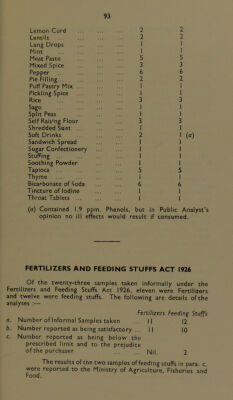 93
Lemon Curd ... ... ... 2 2
Lentils ... ... ... 2 2
Lung Drops ... ... ... 1 1
Mint ... ... ... 1 1
Meat Paste ... ... ... 5 5
Mixed Spice ... ... ... 3 3
Pepper ... ... ... 6 6
Pie Filling ... ... ... 2 2
Puff Pastry Mix ... ... ... 1 1
Pickling Spice ... ... ... 1 1
Rice ... ... ... 3 3
Sago ... ... ... 1 1
Split Peas ... ... ... 1 1
Self Raising Flour ... ... ... 3 3
Shredded Suet ... ... ... 1 1
Soft Drinks ... ... ... 2 1 (a)
Sandwich Spread ... ... ... 1 1
Sugar Confectionery ... ... ... 1 1
Stuffing ... ... ... 1 1
Soothing Powder ... ... ... 1 1
Tapioca ... ... ... 5 5
Thyme ... ... ... 1 1
Bicarbonate of Soda ... ... ... 6 6
Tincture of Iodine ... ... ... 1 1
Throat Tablets ... ... ... 1 1
(a) Contained 1.9 ppm. Phenols, but in Public Analyst's
opinion no ill effects would result if consumed.
FERTILIZERS AND FEEDING STUFFS ACT 1926
Of the twenty-three samples taken informally under the
Fertilizers and Feeding Stuffs Act 1926, eleven were Fertilizers
and twelve were feeding stuffs. The following are details of the
analyses :—
Fertilizers Feeding Stuffs
a. Number of Informal Samples taken 11 12
b. Number reported as being satisfactory ... 11 10
c. Number reported as being below the
prescribed limit and to the prejudice
of the purchaser ... ... Nil. 2
The results of the two samples of feeding stuffs in para. c.
were reported to the Ministry of Agriculture, Fisheries and
Food.